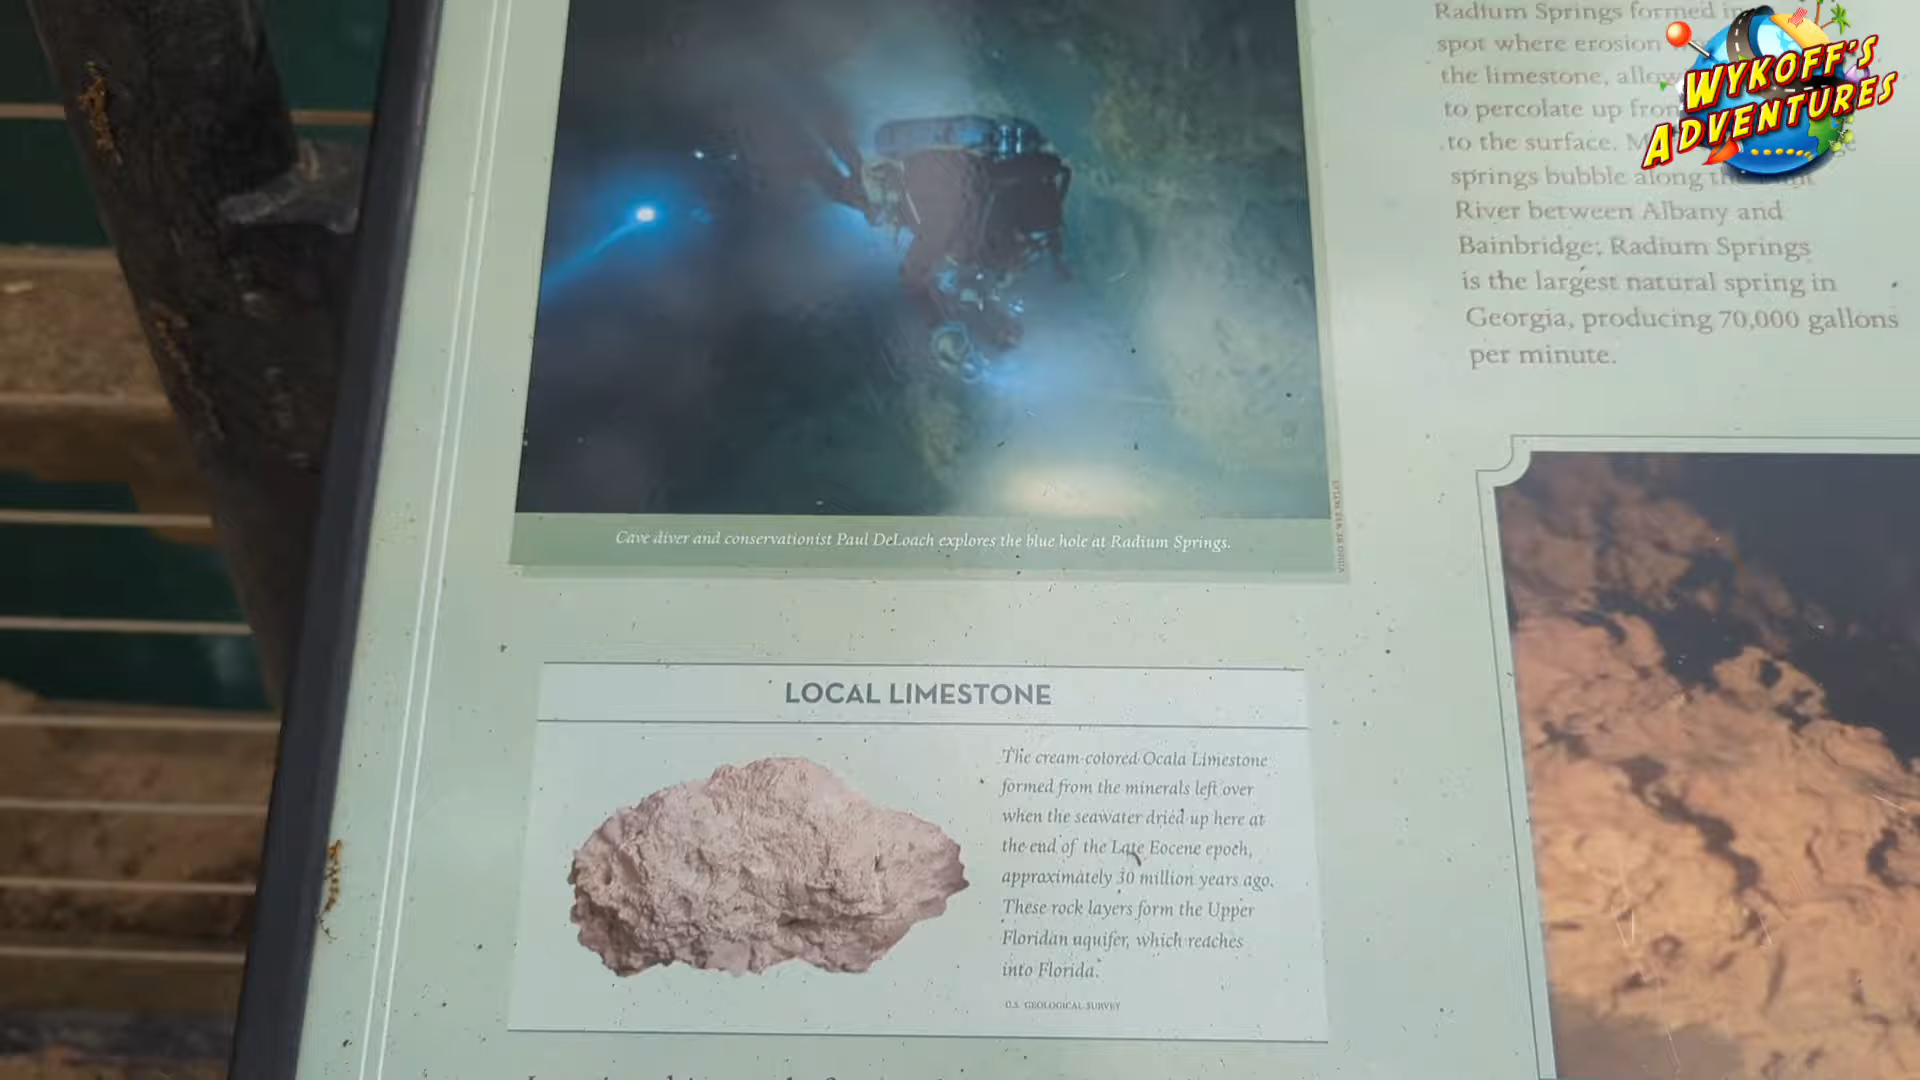 Radium Springs formed in
spot where erosion
the limestone, allow
to percolate up from
to the surface.
springs bubble along the Flint
River between Albany and
Bainbridge; Radium Springs
is the largest natural spring in
Georgia, producing 70,000 gallons
per minute.
WYKOFF'S
ADVENTURES
Cave diver and conservationist Paul DeLoach explores the blue hole at Radium Springs.
LOCAL LIMESTONE
The cream-colored Ocala Limestone
formed from the minerals left over
when the seawater dried up here at
the end of the Late Eocene epoch,
approximately 30 million years ago.
These rock layers form the Upper
Floridan aquifer, which reaches
into Florida.
U.S. GEOLOGICAL SURVEY